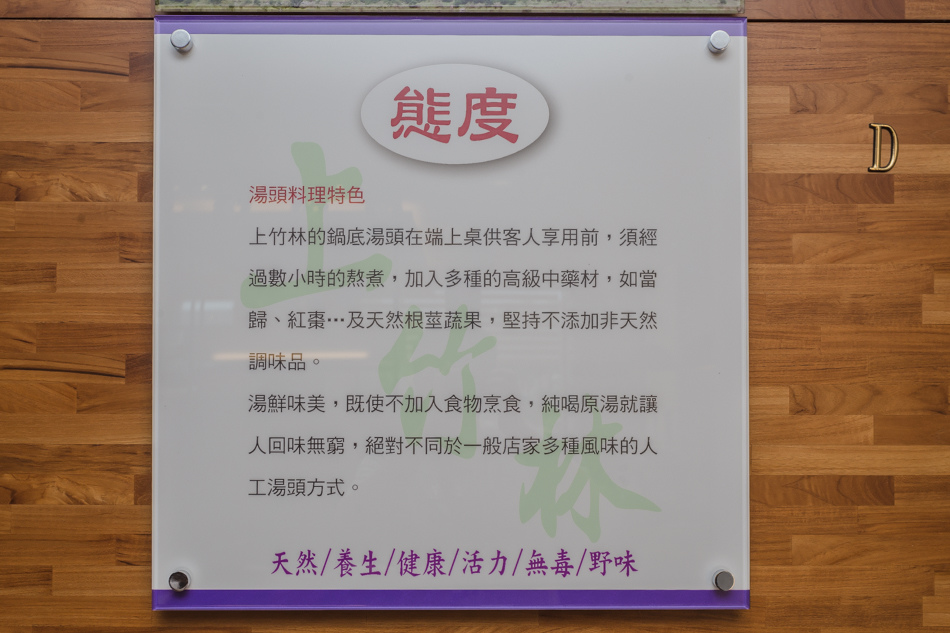 態度
D
湯頭料理特色
上竹林的鍋底湯頭在端上桌供客人享用前，須經
過數小時的熬煮，加入多種的高級中藥材，如當
歸、紅棗…及天然根莖蔬果，堅持不添加非天然
調味品。
湯鮮味美，既使不加入食物烹食，純喝原湯就讓
人回味無窮，絕對不同於一般店家多種風味的人
工湯頭方式。
上竹林
天然/養生/健康/活力/無毒/野味